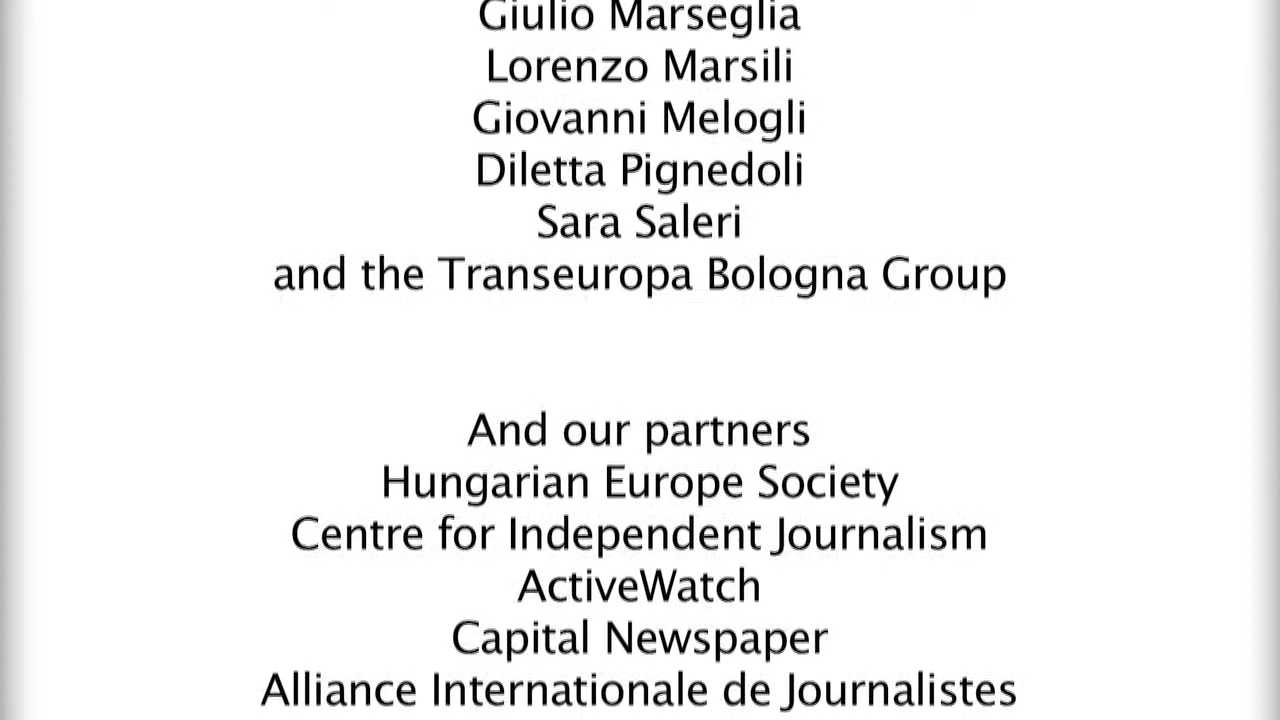 Giulio Marseglia
Lorenzo Marsili
Giovanni Melogli
Diletta Pignedoli
Sara Saleri
and the Transeuropa Bologna Group
And our partners
Hungarian Europe Society
Centre for Independent Journalism
ActiveWatch
Capital Newspaper
Alliance Internationale de Journalistes